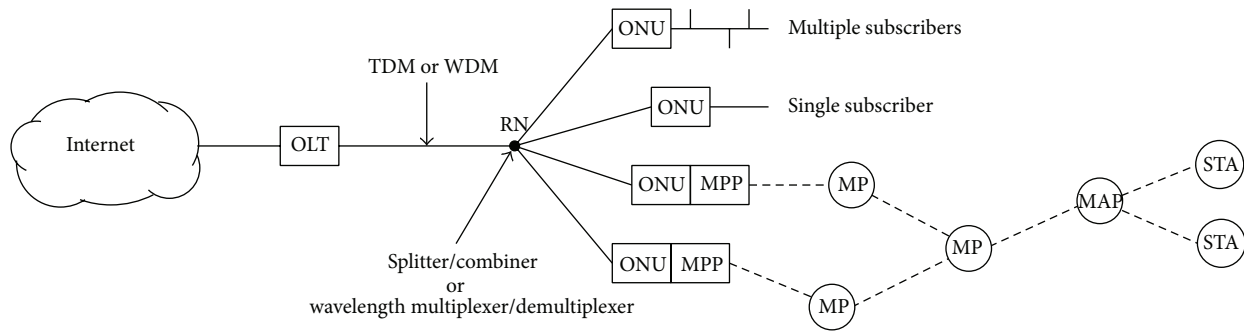 ONU
Multiple subscribers
TDM or WDM
ONU
Single subscriber
RN
Internet
OLT
ONU MPP
MP
MAP
STA
STA
MP
ONU MPP
MP
Splitter/combiner
or
wavelength multiplexer/demultiplexer